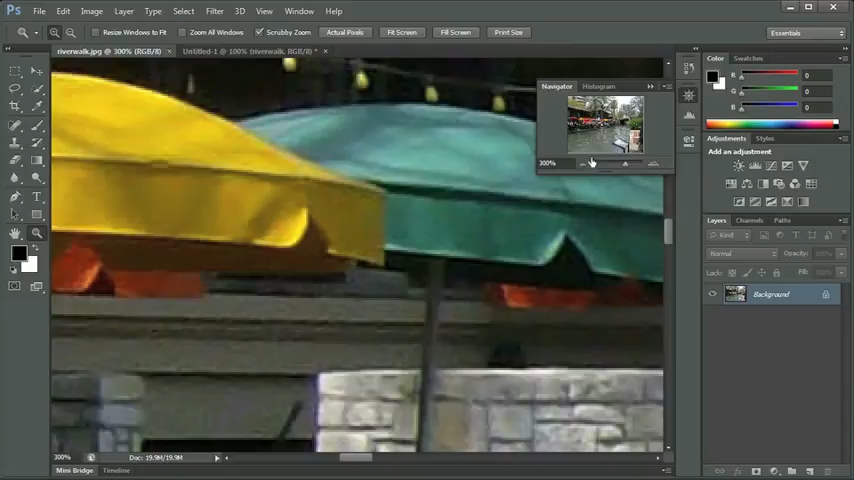 Ps File Edit Image Layer Type Select Filter 3D View Window Help
Resize Windows to Fit Zoom All Windows Scrubby Zoom Actual Pixels Fit Screen Fill Screen Print Size Essentials
riverwalk.jpg @ 300% (RGB/8) × Untitled-1 @ 100% (riverwalk, RGB/8) * ×
Navigator Histogram
300%
Color Swatches
R 0
G 0
B 0
Adjustments Styles
Add an adjustment
Layers Channels Paths
Kind
Normal Opacity:
Lock: Fill:
Background
300% Doc: 19.9M/19.9M
Mini Bridge Timeline